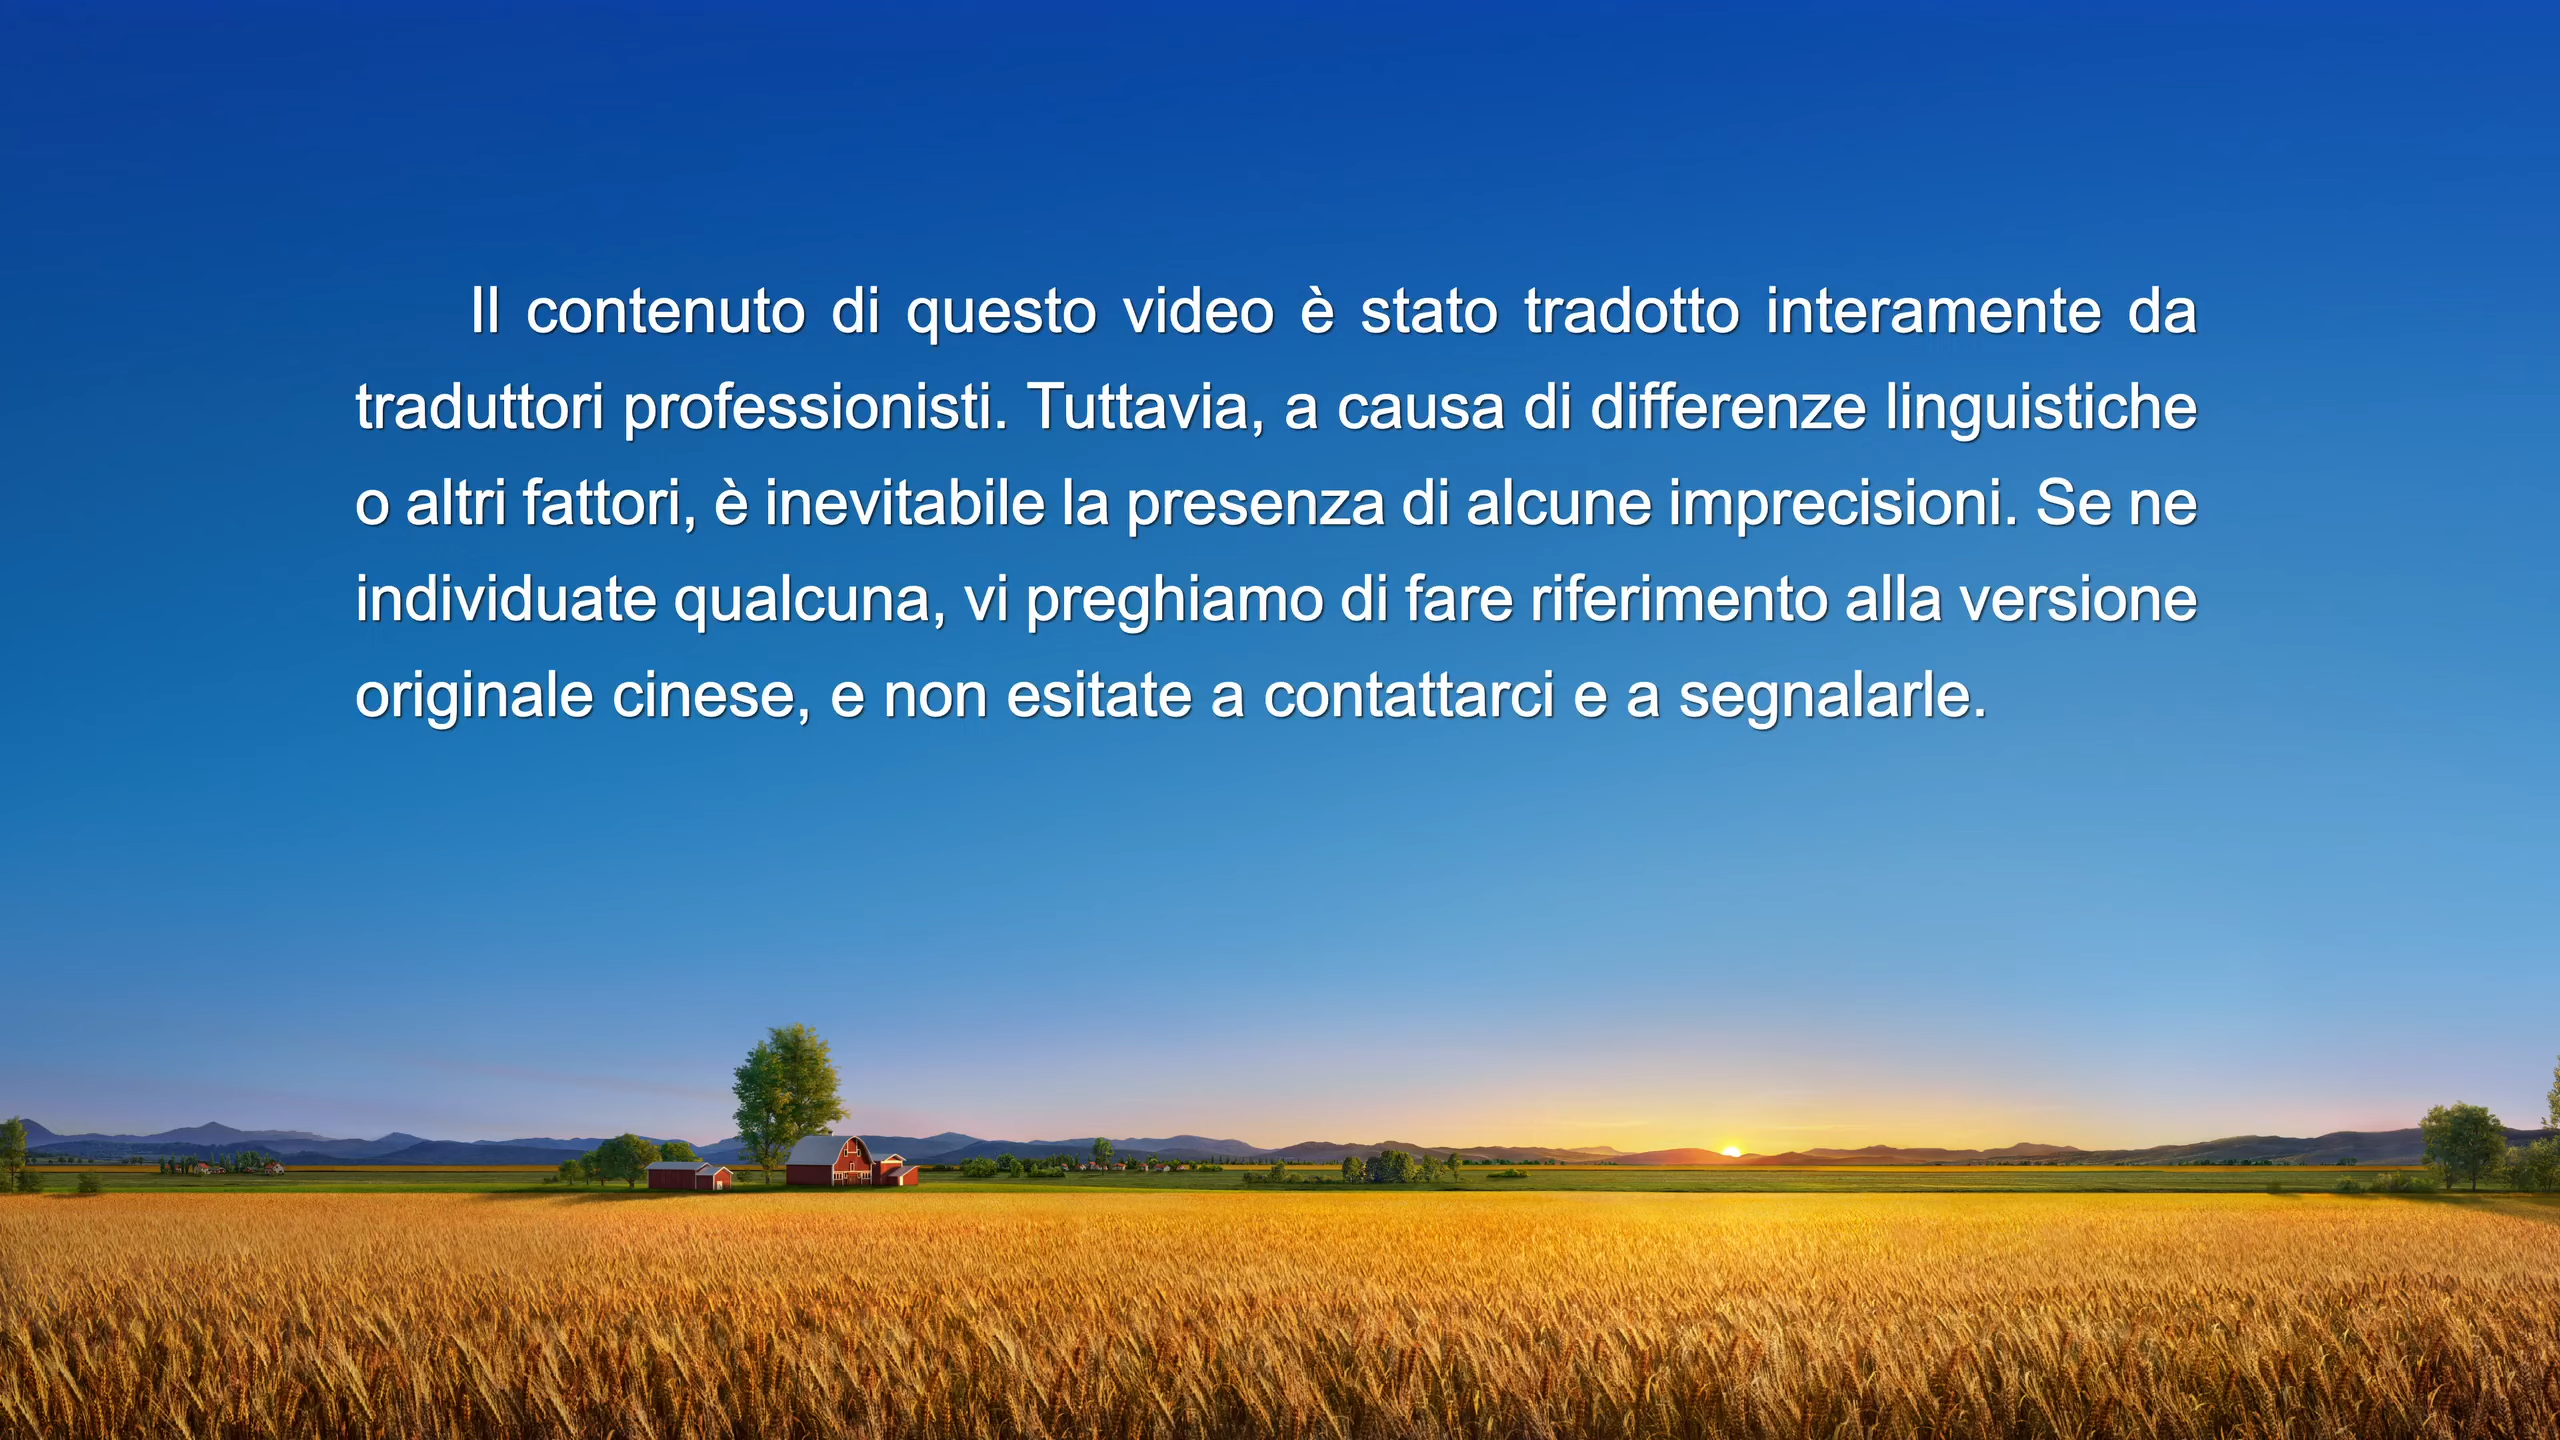 Il contenuto di questo video è stato tradotto interamente da
traduttori professionisti. Tuttavia, a causa di differenze linguistiche
o altri fattori, è inevitabile la presenza di alcune imprecisioni. Se ne
individuate qualcuna, vi preghiamo di fare riferimento alla versione
originale cinese, e non esitate a contattarci e a segnalarle.